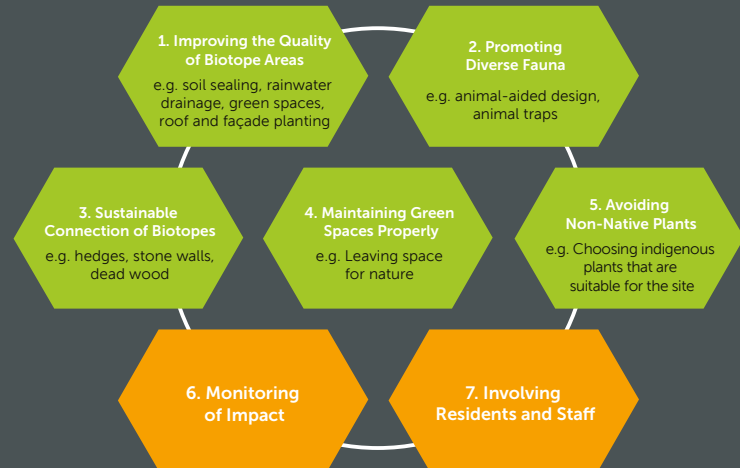 1. Improving the Quality
of Biotope Areas
e.g. soil sealing, rainwater
drainage, green spaces,
roof and façade planting
2. Promoting
Diverse Fauna
e.g. animal-aided design,
animal traps
3. Sustainable
Connection of Biotopes
e.g. hedges, stone walls,
dead wood
4. Maintaining Green
Spaces Properly
e.g. Leaving space
for nature
5. Avoiding
Non-Native Plants
e.g. Choosing indigenous
plants that are
suitable for the site
6. Monitoring
of Impact
7. Involving
Residents and Staff